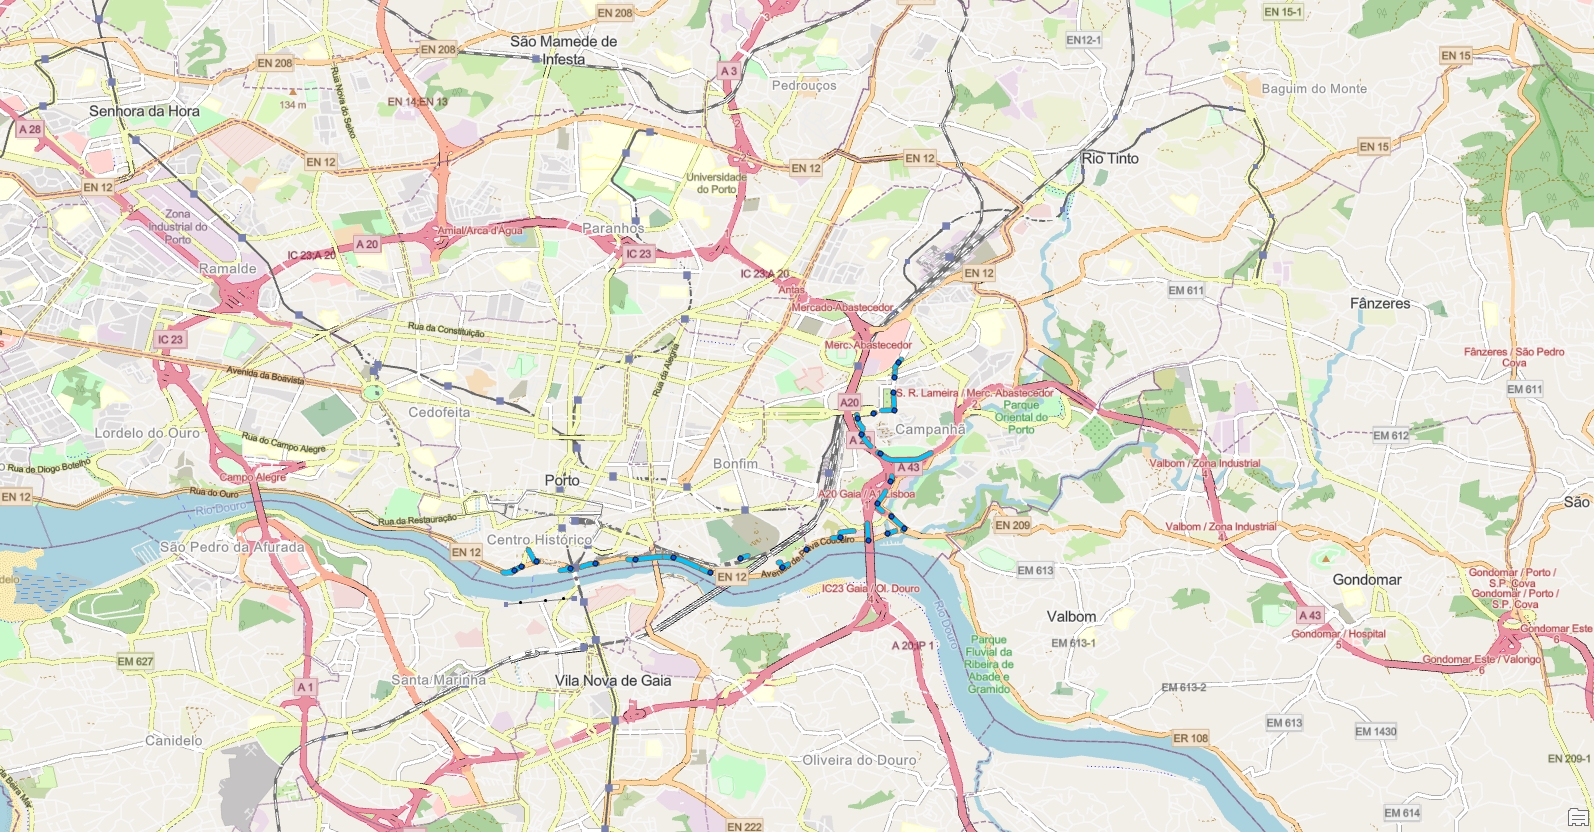 EN 208
EN 15-1
São Mamede de
Infesta
EN12-1
EN 208
EN 208
EN 15
A 3
Pedrouços
Baguim do Monte
Rua Nova do Seixo
134 m
EN 14;EN 13
Senhora da Hora
A 28
EN 12
EN 12
EN 12
EN 15
Rio Tinto
EN 12
Universidade
do Porto
Zona
Industrial do
Porto
Amial/Arca d'Água
Paranhos
A 20
IC 23;A 20
IC 23
Ramalde
IC 23;A 20
EN 12
Antas
EM 611
Mercado Abastecedor
Fânzeres
Rua da Constituição
IC 23
Merc. Abastecedor
Fânzeres / São Pedro
Cova
Rua da Alegria
Avenida da Boavista
EM 611
S. R. Lameira / Merc. Abastecedor
A20
Parque
Oriental do
Porto
Cedofeita
Campanhã
Lordelo do Ouro
Rua do Campo Alegre
EM 612
Bonfim
A 43
Valbom / Zona Industrial
Rua de Diogo Botelho
Campo Alegre
Porto
A20 Gaia / A1 Lisboa
EN 12
Rua do Ouro
Rio Douro
São
Rua da Restauração
EN 209
Valbom / Zona Industrial
4
Centro Histórico
São Pedro da Afurada
EN 12
Avenida de Paiva Couceiro
EM 613
EN 12
Gondomar
Gondomar / Porto /
S.P. Cova
Gondomar / Porto /
S.P. Cova
IC23 Gaia / Ol. Douro
4
Rio Douro
Valbom
A 43
Gondomar / Hospital
5
Gondomar Este
6
EM 613-1
A 20;IP 1
Parque
Fluvial da
Ribeira de
Abade e
Gramido
EM 627
Gondomar Este / Valongo
6
Santa Marinha
Vila Nova de Gaia
A 1
EM 613-2
EM 613
EM 1430
ER 108
Canidelo
Oliveira do Douro
EN 209-1
EM 614
EN 222